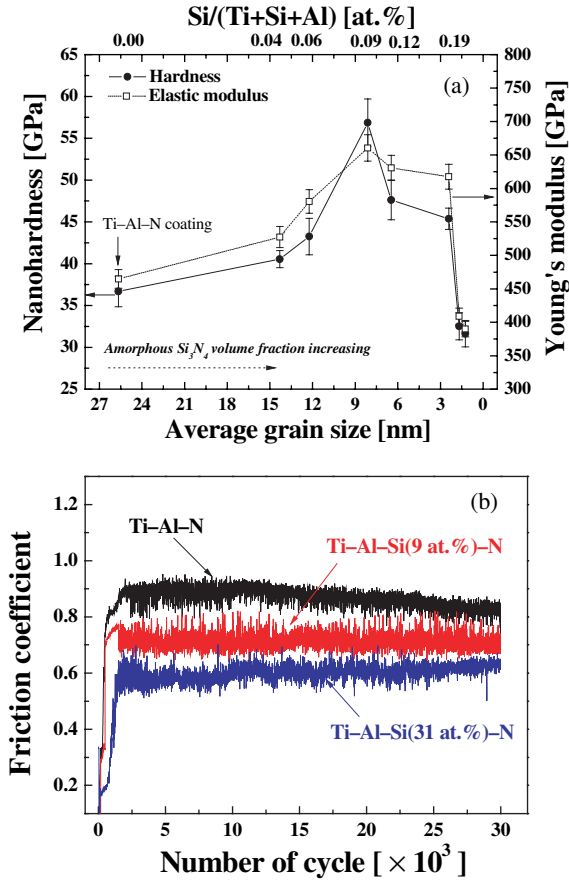 Si/(Ti+Si+Al) [at.%]
0.00 0.04 0.06 0.09 0.12 0.19
65 60 55 50 45 40 35 30 25
Nanohardness [GPa]
Hardness
Elastic modulus
(a)
Ti–Al–N coating
Amorphous Si₃N₄ volume fraction increasing
800 700 600 500 400 300
Young's modulus [GPa]
27 24 21 18 15 12 9 6 3 0
Average grain size [nm]
1.2 1.0 0.8 0.6 0.4 0.2
Friction coefficient
(b)
Ti–Al–N
Ti–Al–Si(9 at.%)–N
Ti–Al–Si(31 at.%)–N
0 5 10 15 20 25 30
Number of cycle [ × 10³ ]